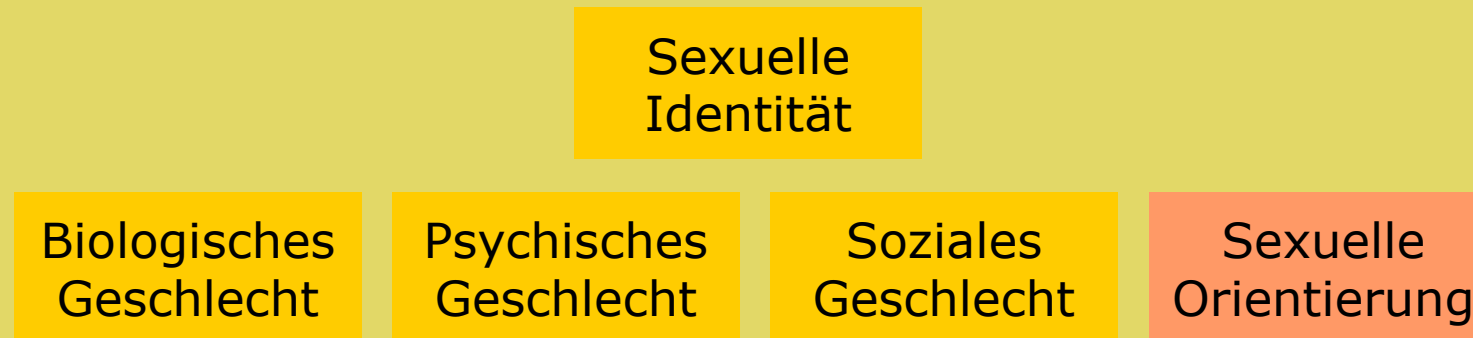 Sexuelle
Identität
Biologisches
Geschlecht
Psychisches
Geschlecht
Soziales
Geschlecht
Sexuelle
Orientierung